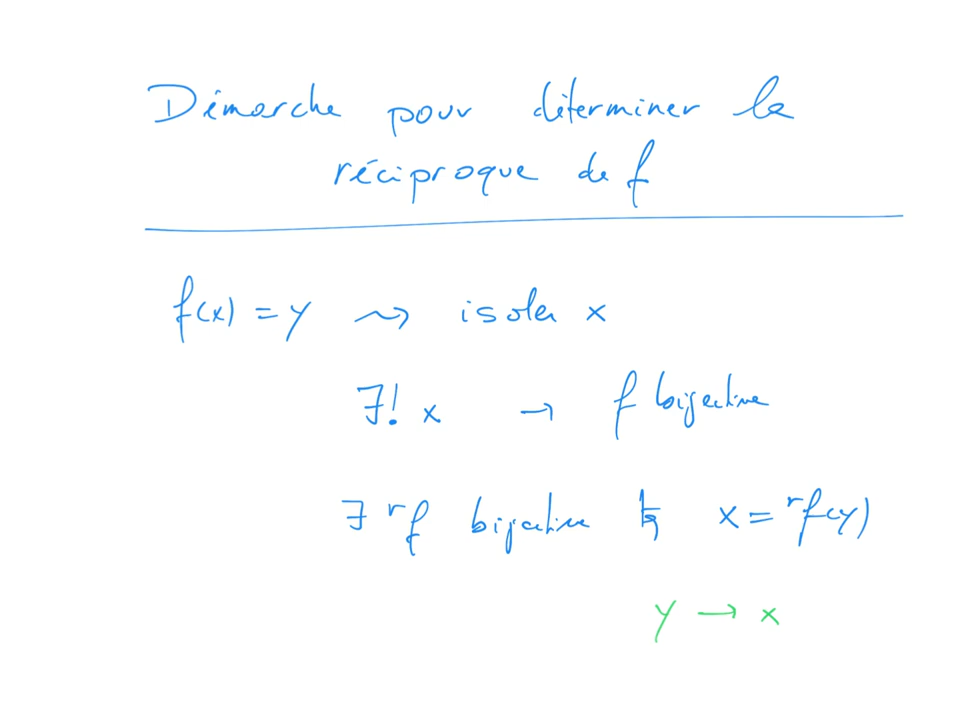 Démarche pour déterminer la
réciproque de f
f(x) = y ⇝ isoler x
∃! x → f bijective
∃ ʳf bijective tq x = ʳf(y)
y → x